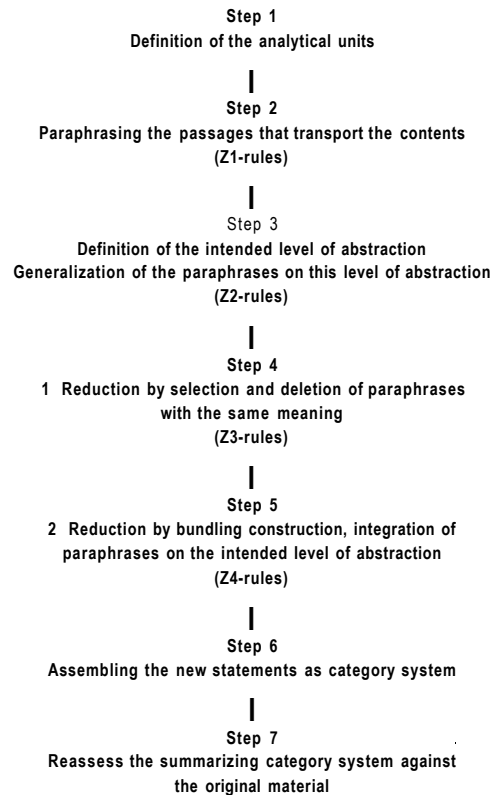 Step 1
Definition of the analytical units
Step 2
Paraphrasing the passages that transport the contents
(Z1-rules)
Step 3
Definition of the intended level of abstraction
Generalization of the paraphrases on this level of abstraction
(Z2-rules)
Step 4
1 Reduction by selection and deletion of paraphrases
with the same meaning
(Z3-rules)
Step 5
2 Reduction by bundling construction, integration of
paraphrases on the intended level of abstraction
(Z4-rules)
Step 6
Assembling the new statements as category system
Step 7
Reassess the summarizing category system against
the original material